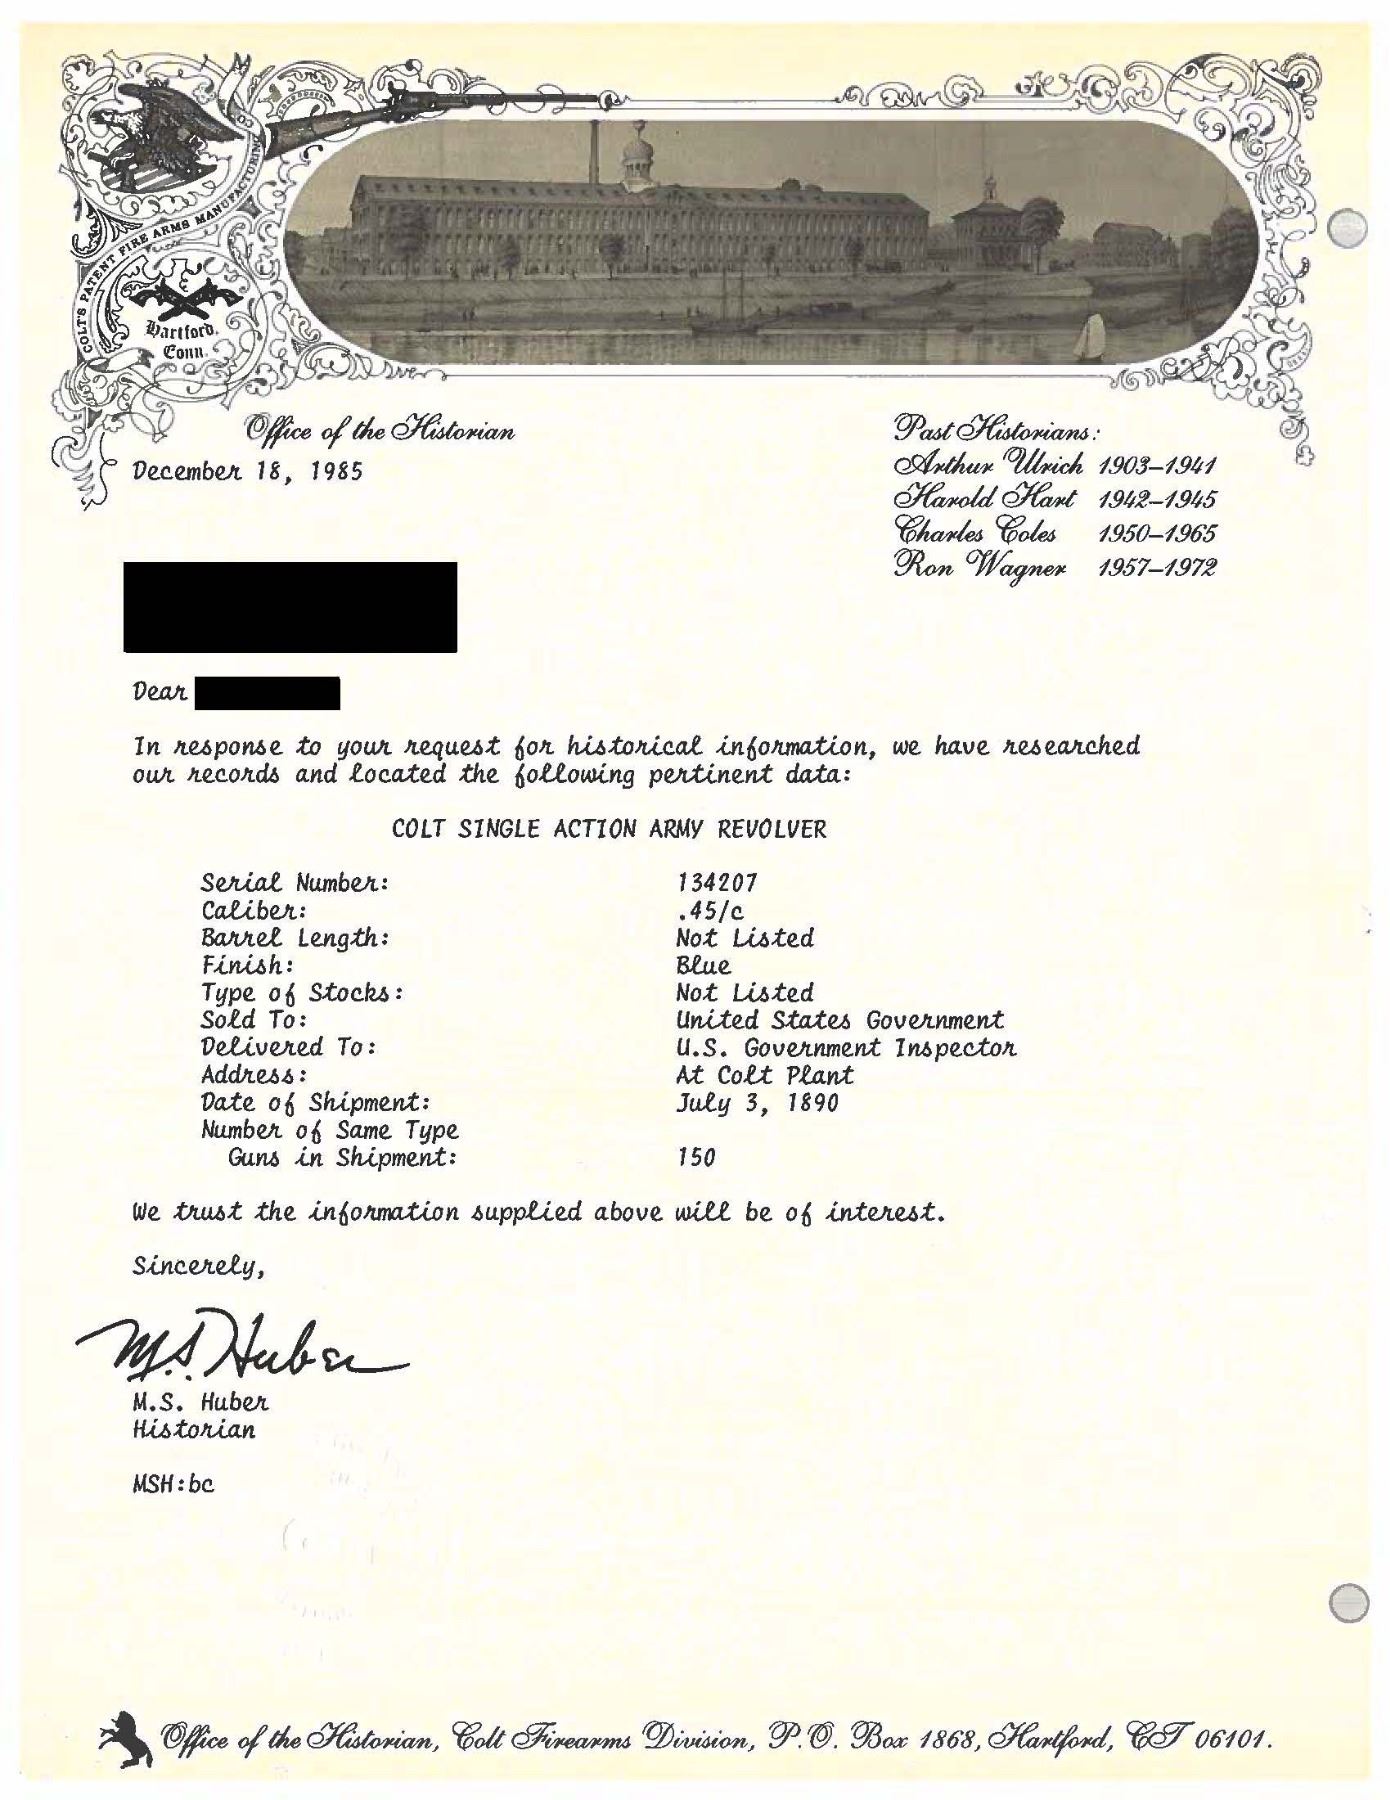 COLT'S PATENT FIRE ARMS MANUFACTURING CO
Hartford,
Conn.
Office of the Historian
December 18, 1985
Past Historians:
Arthur Ulrich 1903–1941
Harold Hart 1942–1945
Charles Coles 1950–1965
Ron Wagner 1957–1972
Dear
In response to your request for historical information, we have researched
our records and located the following pertinent data:
COLT SINGLE ACTION ARMY REVOLVER
Serial Number: 134207
Caliber: .45/c
Barrel Length: Not Listed
Finish: Blue
Type of Stocks: Not Listed
Sold To: United States Government
Delivered To: U.S. Government Inspector
Address: At Colt Plant
Date of Shipment: July 3, 1890
Number of Same Type
Guns in Shipment: 150
We trust the information supplied above will be of interest.
Sincerely,
M.S. Huber
M.S. Huber
Historian
MSH:bc
Office of the Historian, Colt Firearms Division, P.O. Box 1868, Hartford, CT 06101.